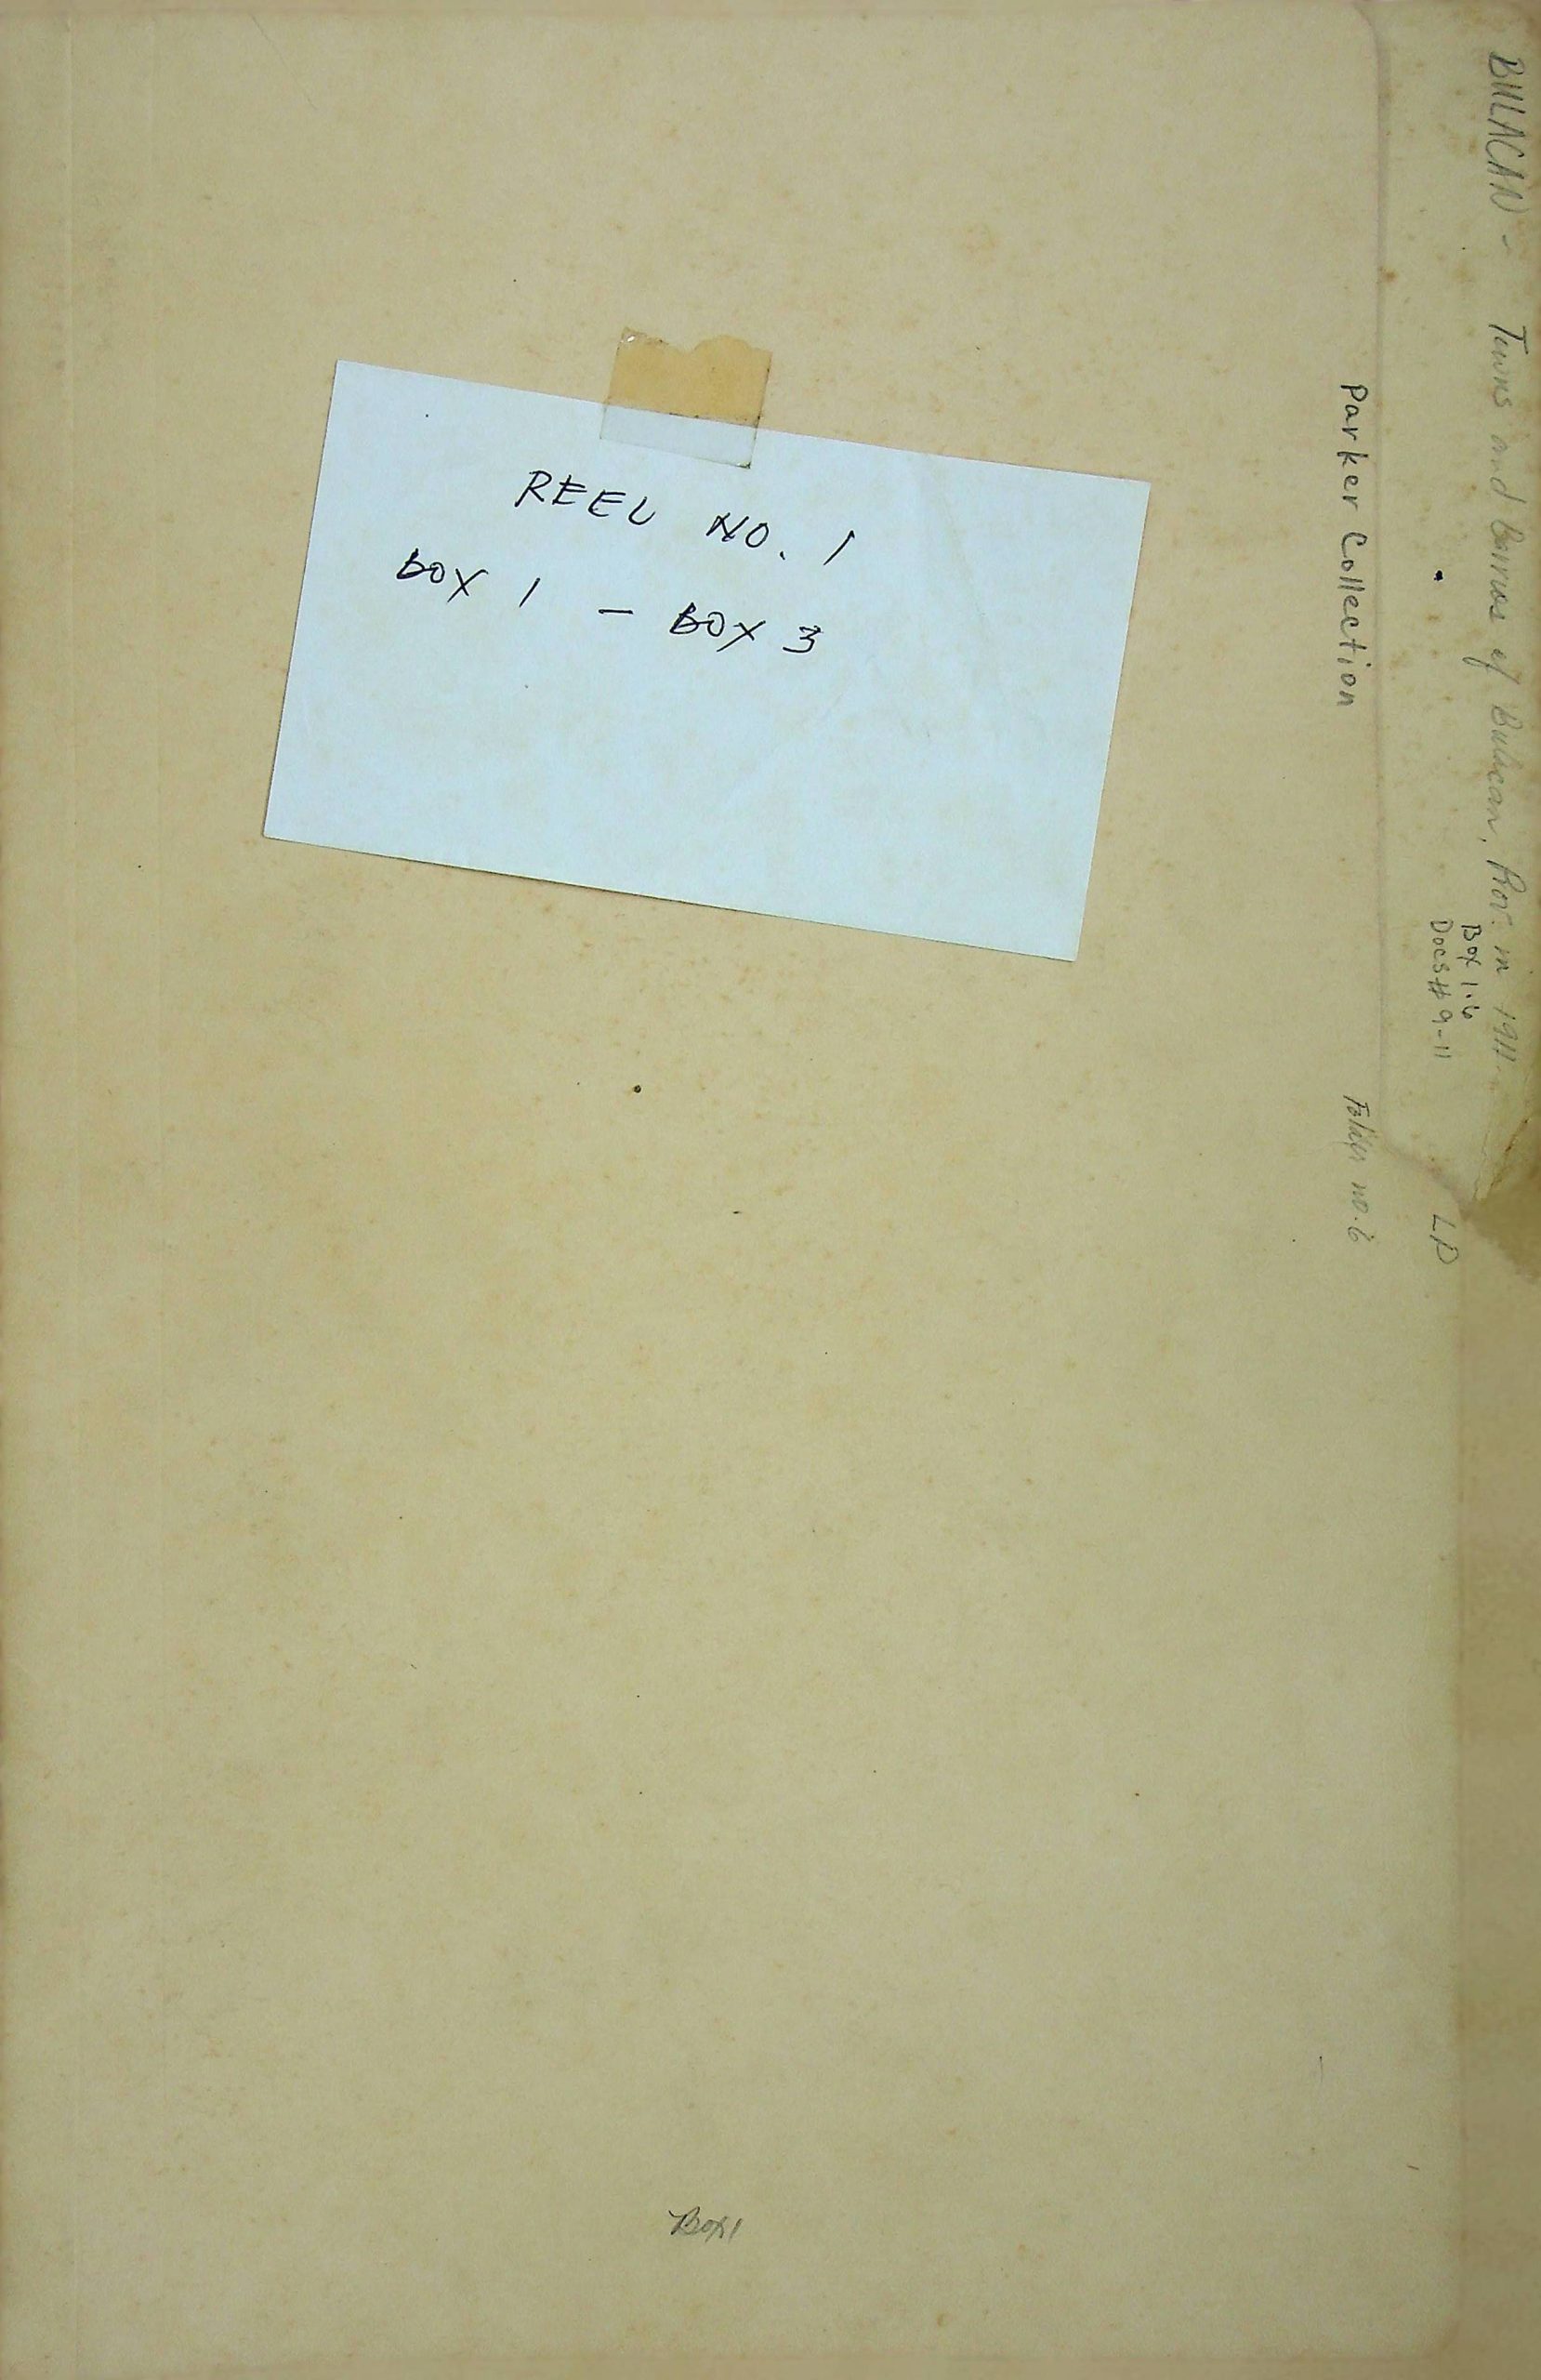 BULACAN - Towns and Barrios of Bulacan, Prov. in 1911
Box 1:6
Docs# 9-11
LP
Parker Collection
Folder no. 6
REEL NO. 1
BOX 1 - BOX 3
Box 1